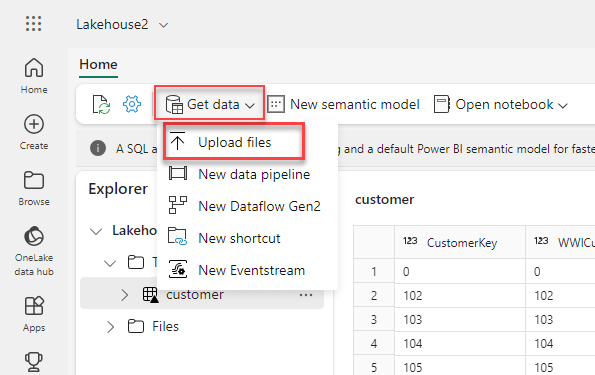 Lakehouse2
Home
Home
Get data
New semantic model
Open notebook
Upload files
New data pipeline
New Dataflow Gen2
New shortcut
New Eventstream
A SQL
and a default Power BI semantic model for faste
Create
Browse
OneLake
data hub
Apps
Explorer
Lakeho
T
customer
...
Files
customer
123 CustomerKey
123 WWICu
1 0 0
2 102 102
3 103 103
4 104 104
5 105 105